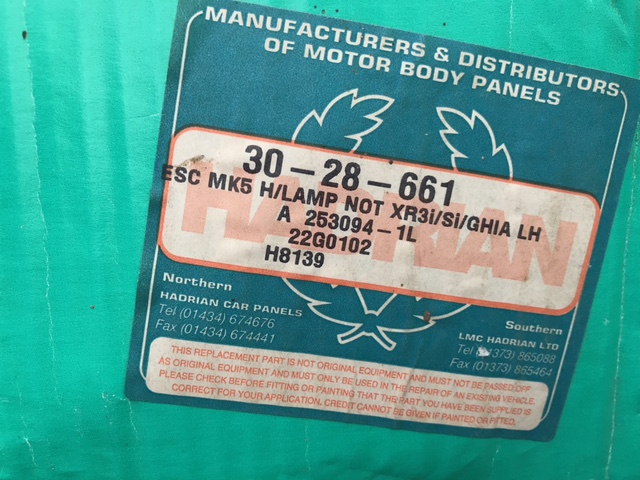 MANUFACTURERS & DISTRIBUTORS
OF MOTOR BODY PANELS
HADRIAN
30-28-661
ESC MK5 H/LAMP NOT XR3i/Si/GHIA LH
A 253094-1L
22G0102
H8139
Northern
HADRIAN CAR PANELS
Tel (01434) 674676
Fax (01434) 674441
Southern
LMC HADRIAN LTD
Tel (01373) 865088
Fax (01373) 865464
THIS REPLACEMENT PART IS NOT ORIGINAL EQUIPMENT AND MUST NOT BE PASSED OFF
AS ORIGINAL EQUIPMENT AND MUST ONLY BE USED IN THE REPAIR OF AN EXISTING VEHICLE.
PLEASE CHECK BEFORE FITTING OR PAINTING THAT THE PART YOU HAVE BEEN SUPPLIED IS
CORRECT FOR YOUR APPLICATION. CREDIT CANNOT BE GIVEN IF PAINTED OR FITTED.